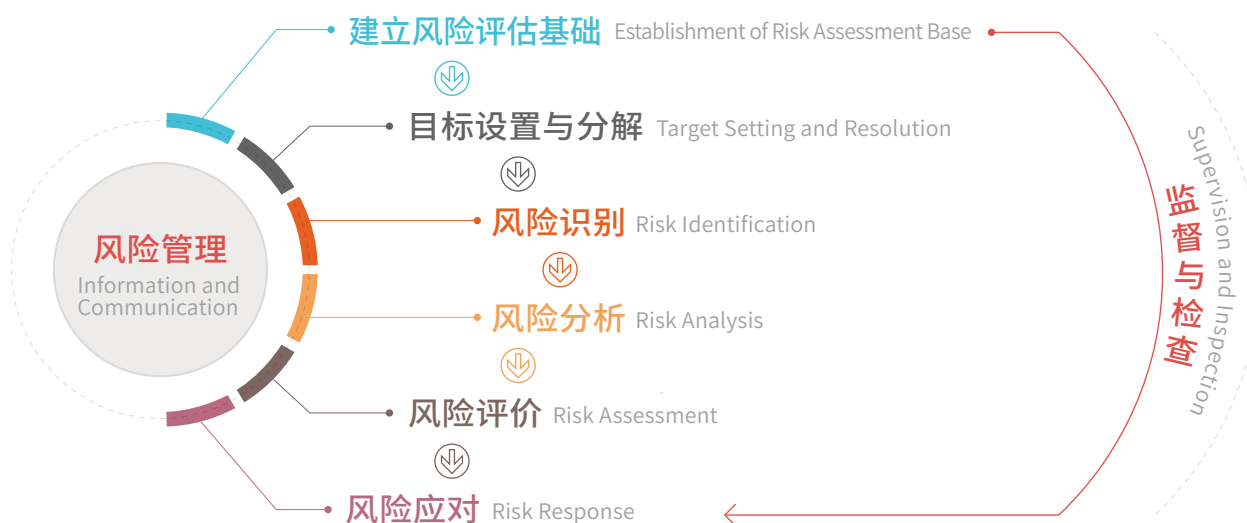 建立风险评估基础 Establishment of Risk Assessment Base
目标设置与分解 Target Setting and Resolution
风险识别 Risk Identification
风险管理
Information and
Communication
风险分析 Risk Analysis
风险评价 Risk Assessment
风险应对 Risk Response
监督与检查
Supervision and Inspection